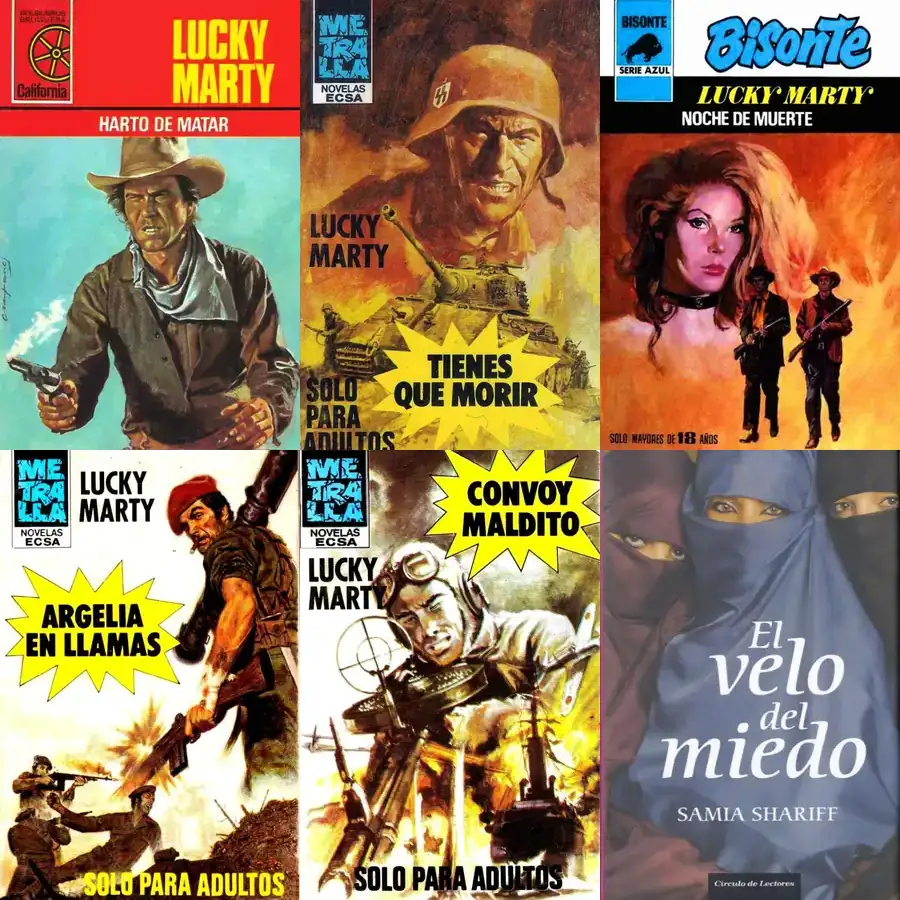 BOLSILIBROS
BRUGUERA
California
LUCKY
MARTY
HARTO DE MATAR
ME
TRA
LLA
NOVELAS
ECSA
LUCKY
MARTY
TIENES
QUE MORIR
SOLO
PARA
ADULTOS
BISONTE
SERIE AZUL
BISONTE
LUCKY MARTY
NOCHE DE MUERTE
SOLO MAYORES DE 18 AÑOS
ME
TRA
LLA
NOVELAS
ECSA
LUCKY
MARTY
ARGELIA
EN LLAMAS
SOLO PARA ADULTOS
ME
TRA
LLA
NOVELAS
ECSA
CONVOY
MALDITO
LUCKY
MARTY
SOLO PARA ADULTOS
El
velo
del
miedo
SAMIA SHARIFF
Círculo de Lectores